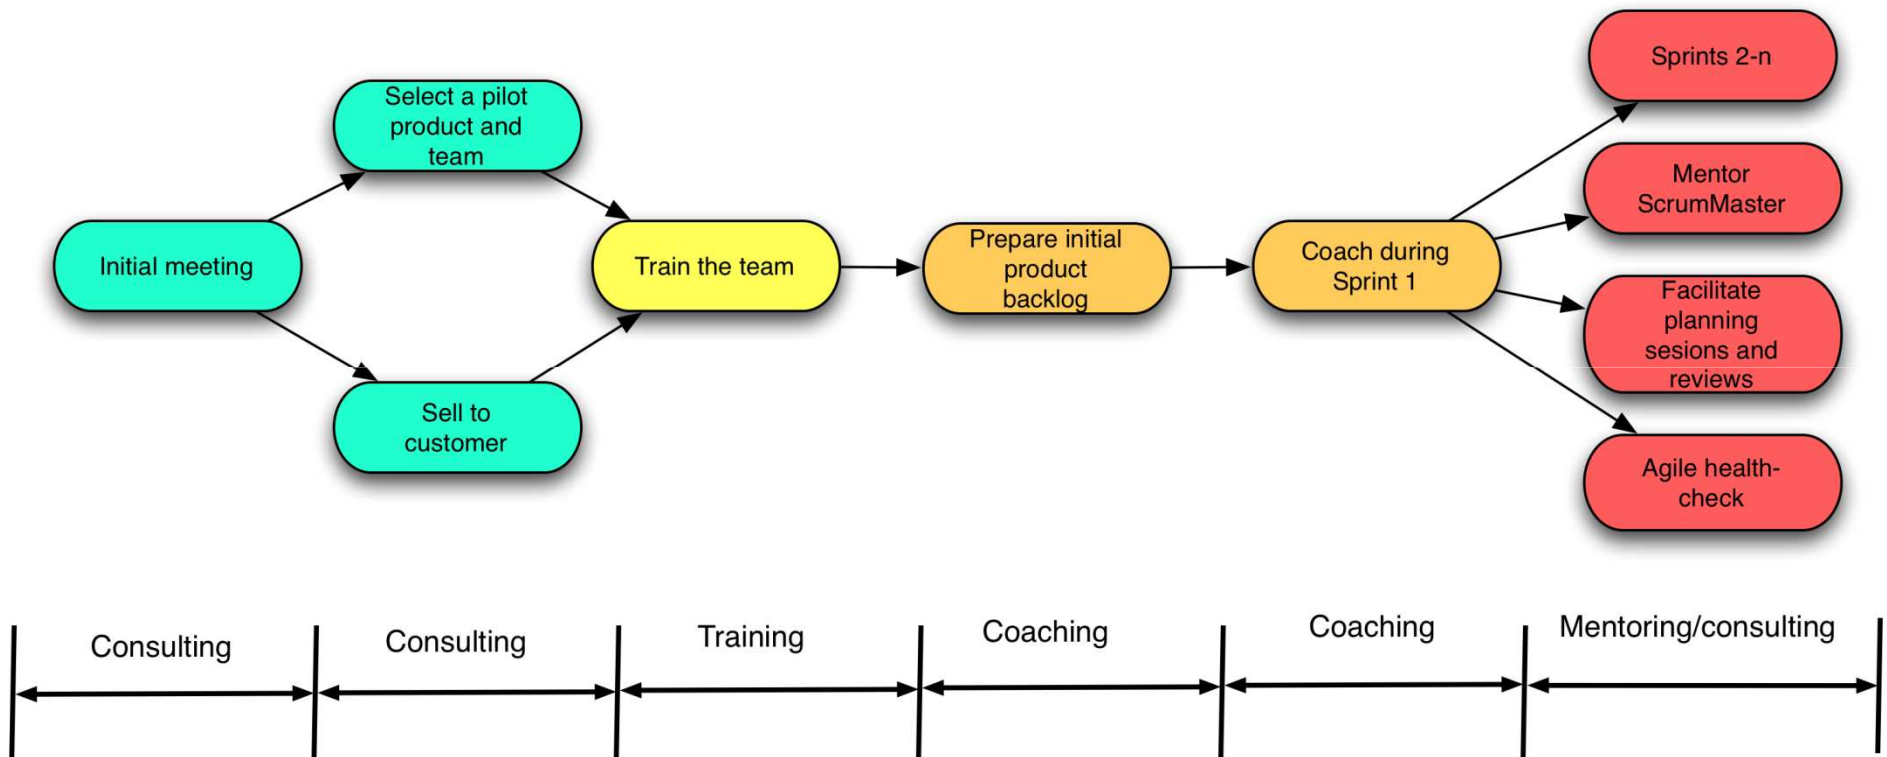 Initial meeting
Select a pilot
product and
team
Sell to
customer
Train the team
Prepare initial
product
backlog
Coach during
Sprint 1
Sprints 2-n
Mentor
ScrumMaster
Facilitate
planning
sesions and
reviews
Agile health-
check
Consulting
Consulting
Training
Coaching
Coaching
Mentoring/consulting